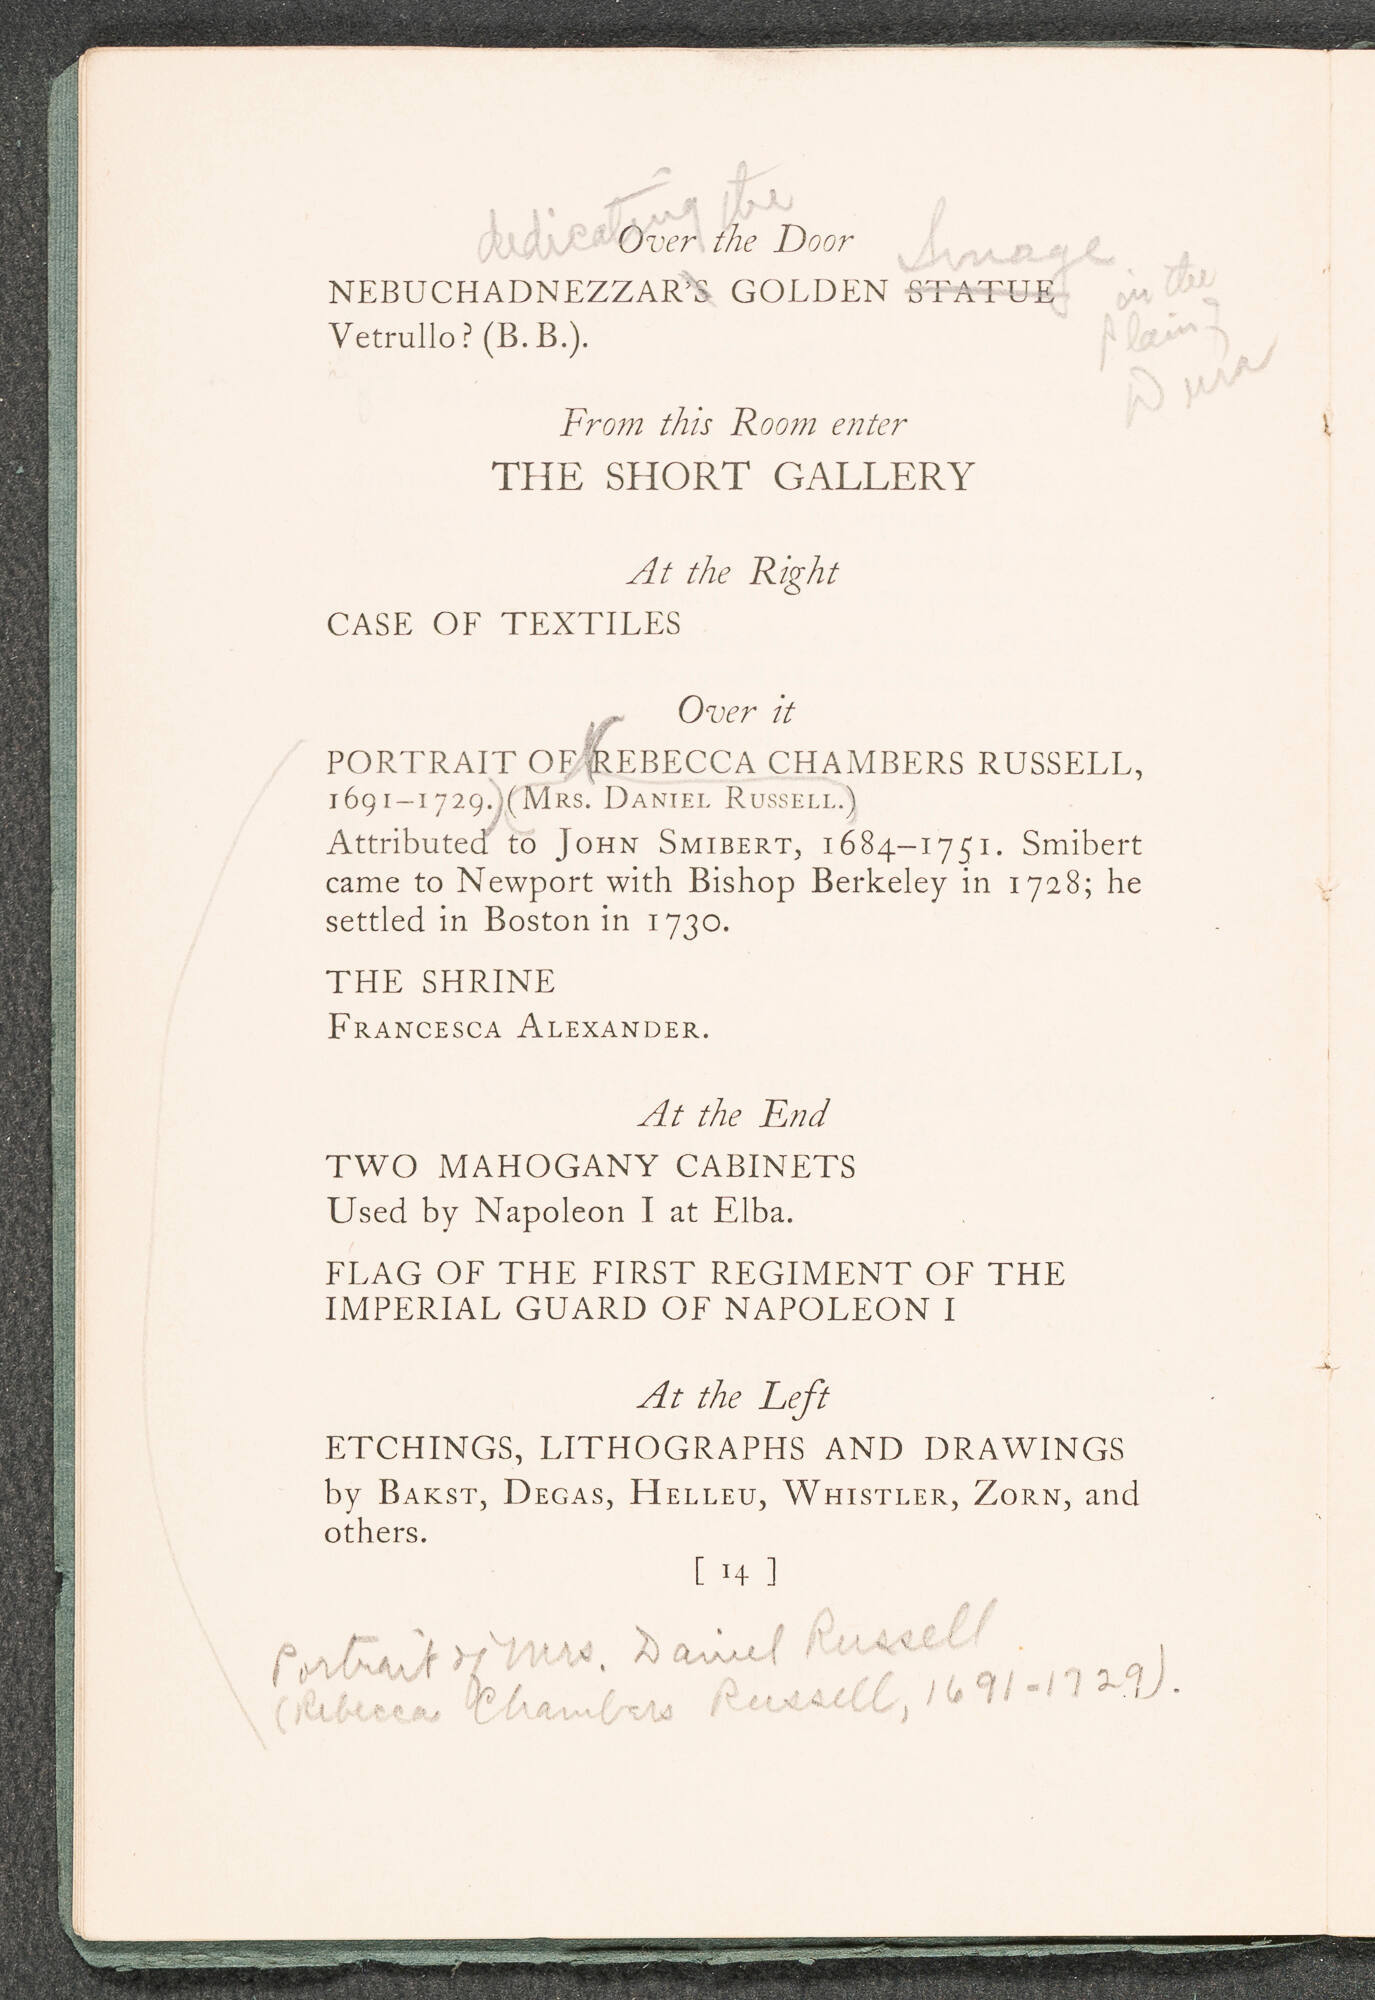 dedicating the
Over the Door
Image
NEBUCHADNEZZAR'S GOLDEN STATUE
in the
Plain of
Dura
Vetrullo? (B. B.).
From this Room enter
THE SHORT GALLERY
At the Right
CASE OF TEXTILES
Over it
PORTRAIT OF REBECCA CHAMBERS RUSSELL,
1691–1729. (MRS. DANIEL RUSSELL.)
Attributed to JOHN SMIBERT, 1684–1751. Smibert
came to Newport with Bishop Berkeley in 1728; he
settled in Boston in 1730.
THE SHRINE
FRANCESCA ALEXANDER.
At the End
TWO MAHOGANY CABINETS
Used by Napoleon I at Elba.
FLAG OF THE FIRST REGIMENT OF THE
IMPERIAL GUARD OF NAPOLEON I
At the Left
ETCHINGS, LITHOGRAPHS AND DRAWINGS
by BAKST, DEGAS, HELLEU, WHISTLER, ZORN, and
others.
[ 14 ]
Portrait of Mrs. Daniel Russell
(Rebecca Chambers Russell, 1691-1729).